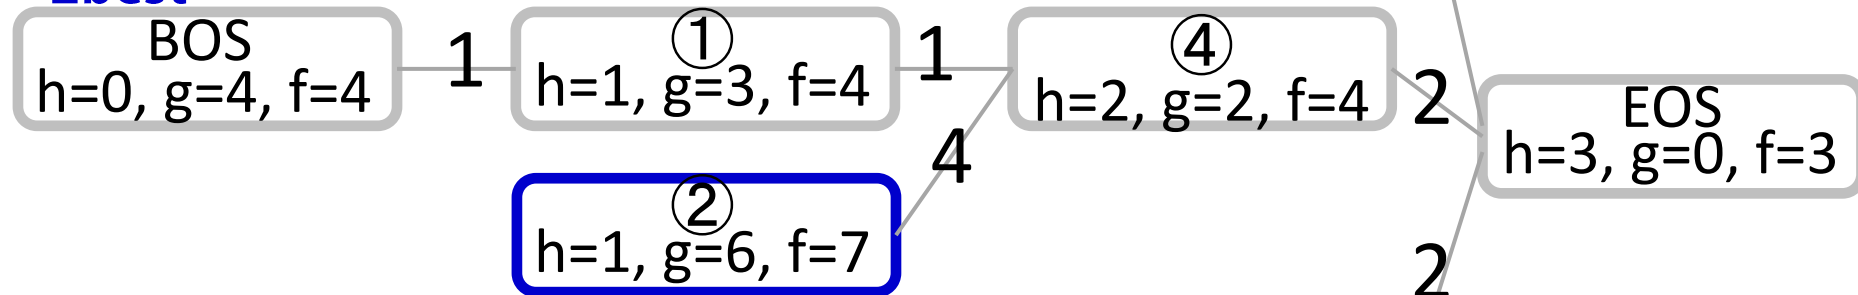 BOS
h=0, g=4, f=4
1
①
h=1, g=3, f=4
1
④
h=2, g=2, f=4
2
EOS
h=3, g=0, f=3
4
②
h=1, g=6, f=7
2